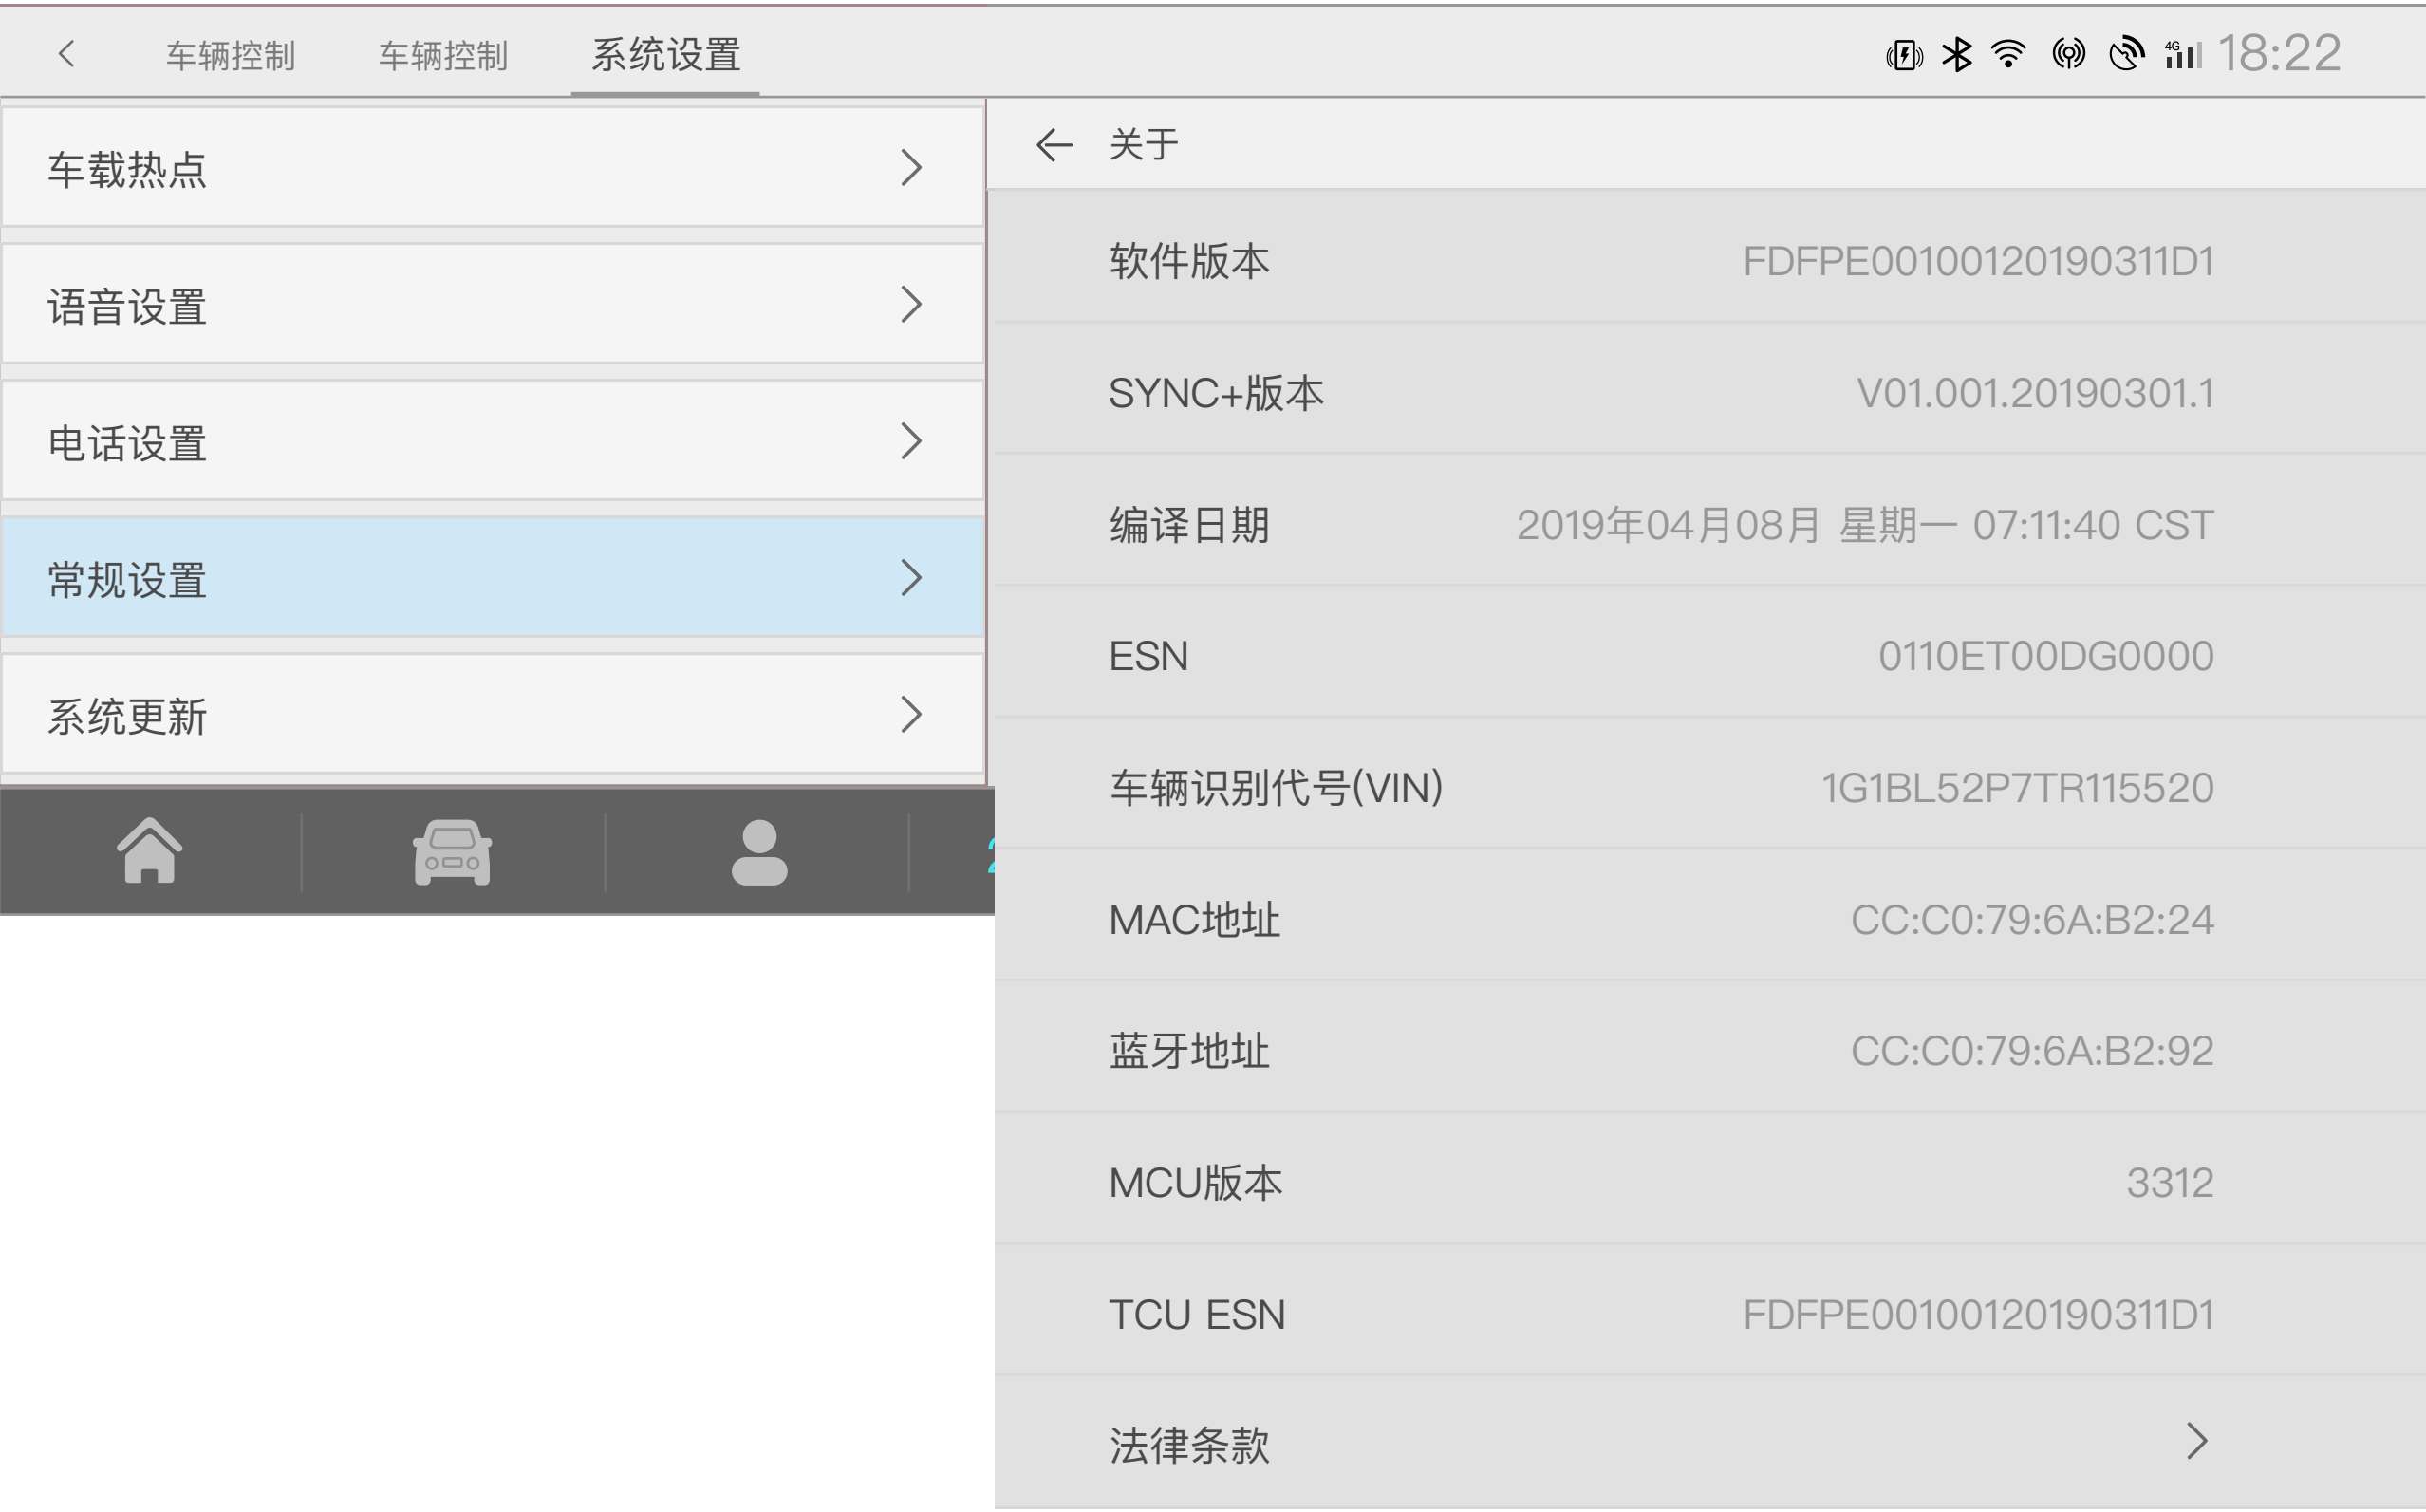 车辆控制 车辆控制 系统设置 4G 18:22
车载热点
语音设置
电话设置
常规设置
系统更新
关于
软件版本 FDFPE00100120190311D1
SYNC+版本 V01.001.20190301.1
编译日期 2019年04月08月 星期一 07:11:40 CST
ESN 0110ET00DG0000
车辆识别代号(VIN) 1G1BL52P7TR115520
MAC地址 CC:C0:79:6A:B2:24
蓝牙地址 CC:C0:79:6A:B2:92
MCU版本 3312
TCU ESN FDFPE00100120190311D1
法律条款